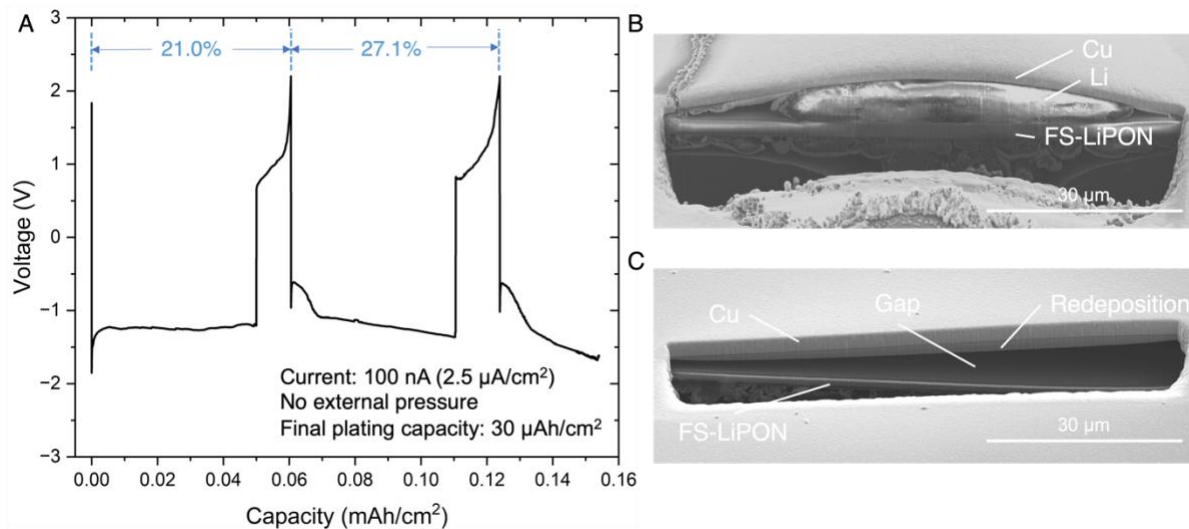 A
21.0%
27.1%
3
2
1
0
−1
−2
−3
Voltage (V)
Current: 100 nA (2.5 µA/cm²)
No external pressure
Final plating capacity: 30 µAh/cm²
0.00 0.02 0.04 0.06 0.08 0.10 0.12 0.14 0.16
Capacity (mAh/cm²)
B
Cu
Li
FS-LiPON
30 µm
C
Cu
Gap
Redeposition
FS-LiPON
30 µm